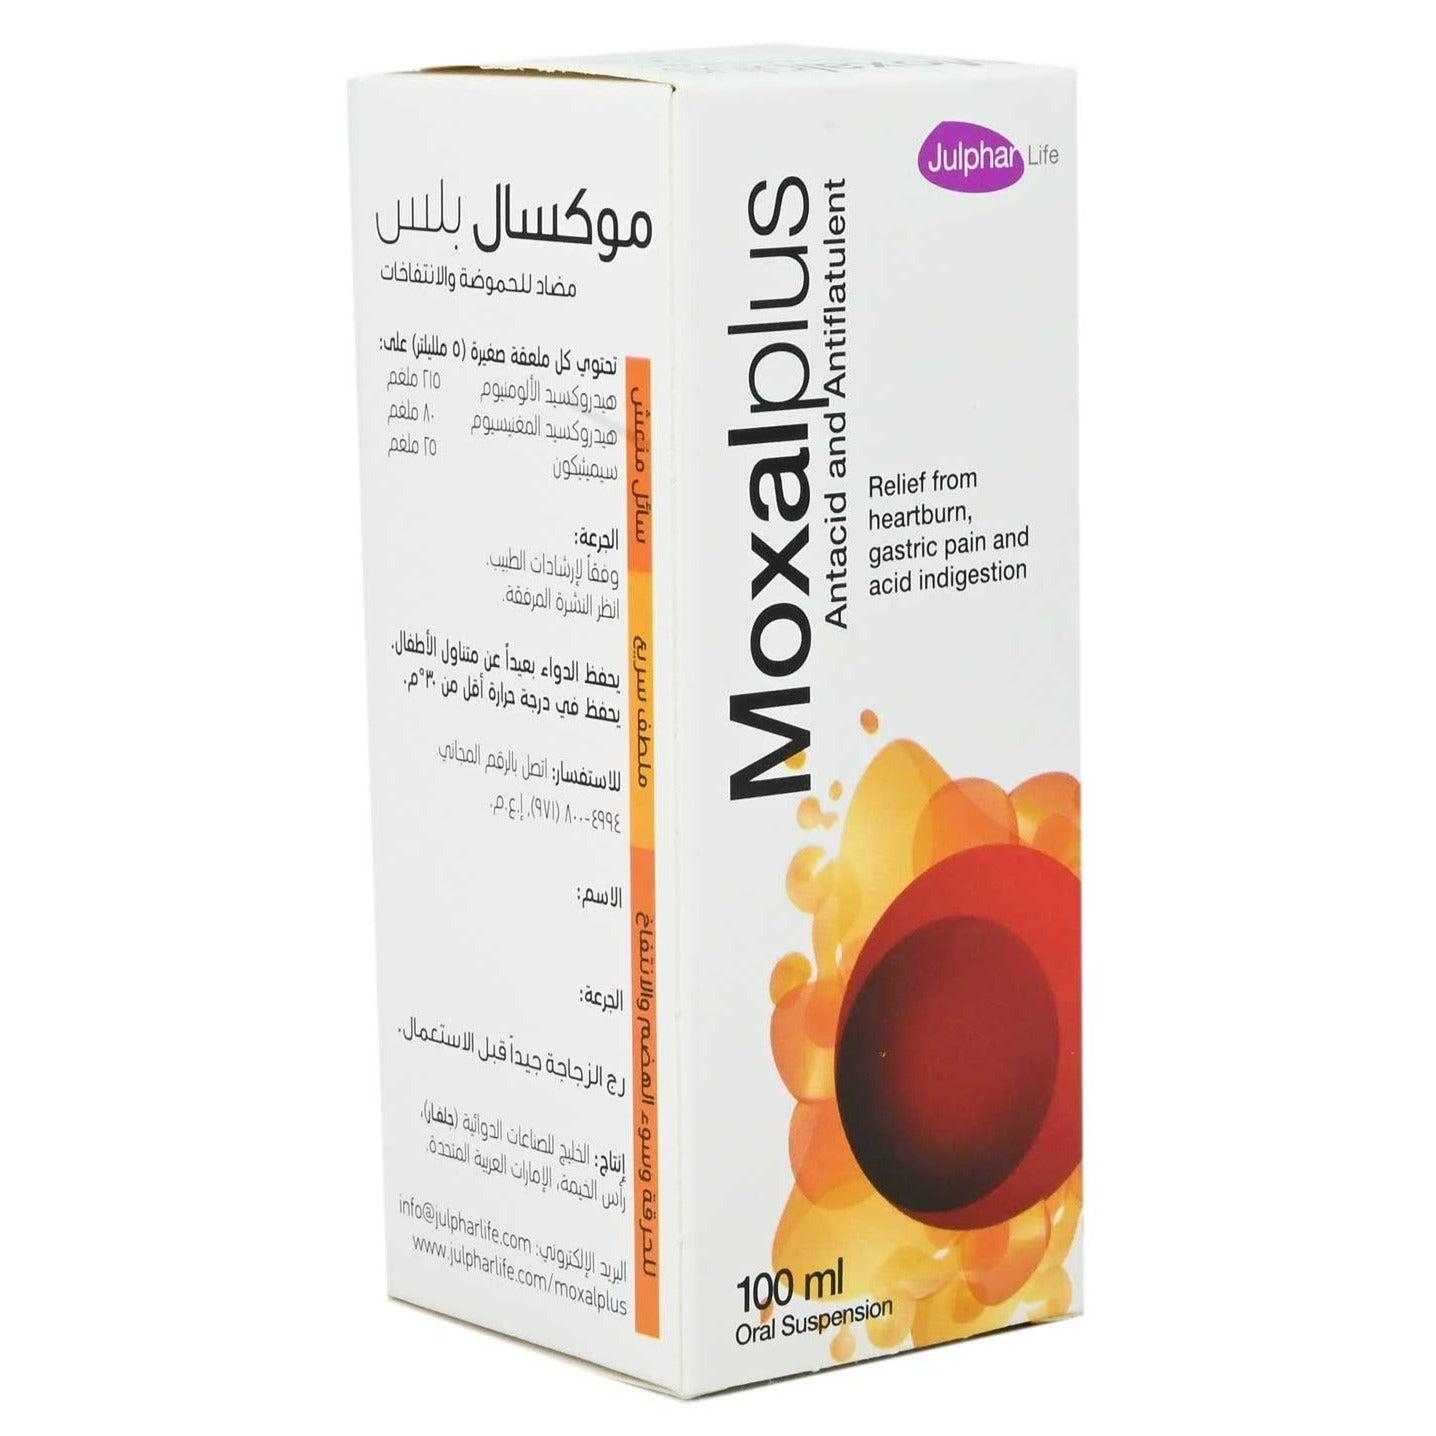 موكسال بلس
مضاد للحموضة والانتفاخات
تحتوي كل ملعقة صغيرة (٥ ملليلتر) على:
هيدروكسيد الألومنيوم ٢١٥ ملغم
هيدروكسيد المغنيسيوم ٨٠ ملغم
سيميثيكون ٢٥ ملغم
الجرعة:
وفقاً لإرشادات الطبيب.
انظر النشرة المرفقة.
يحفظ الدواء بعيداً عن متناول الأطفال.
يحفظ في درجة حرارة أقل من ٣٠°م.
للاستفسار: اتصل بالرقم المجاني
٨٠٠-٤٩٩٤ (٩٧١)، إ.ع.م.
الاسم:
الجرعة:
رج الزجاجة جيداً قبل الاستعمال.
إنتاج: الخليج للصناعات الدوائية (جلفار)،
رأس الخيمة، الإمارات العربية المتحدة.
البريد الإلكتروني: info@julpharlife.com
www.julpharlife.com/moxalplus
سائل منعش
ملطف سريع
للحرقة وسوء الهضم والانتفاخ
Julphar Life
Moxalplus
Antacid and Antiflatulent
Relief from
heartburn,
gastric pain and
acid indigestion
100 ml
Oral Suspension